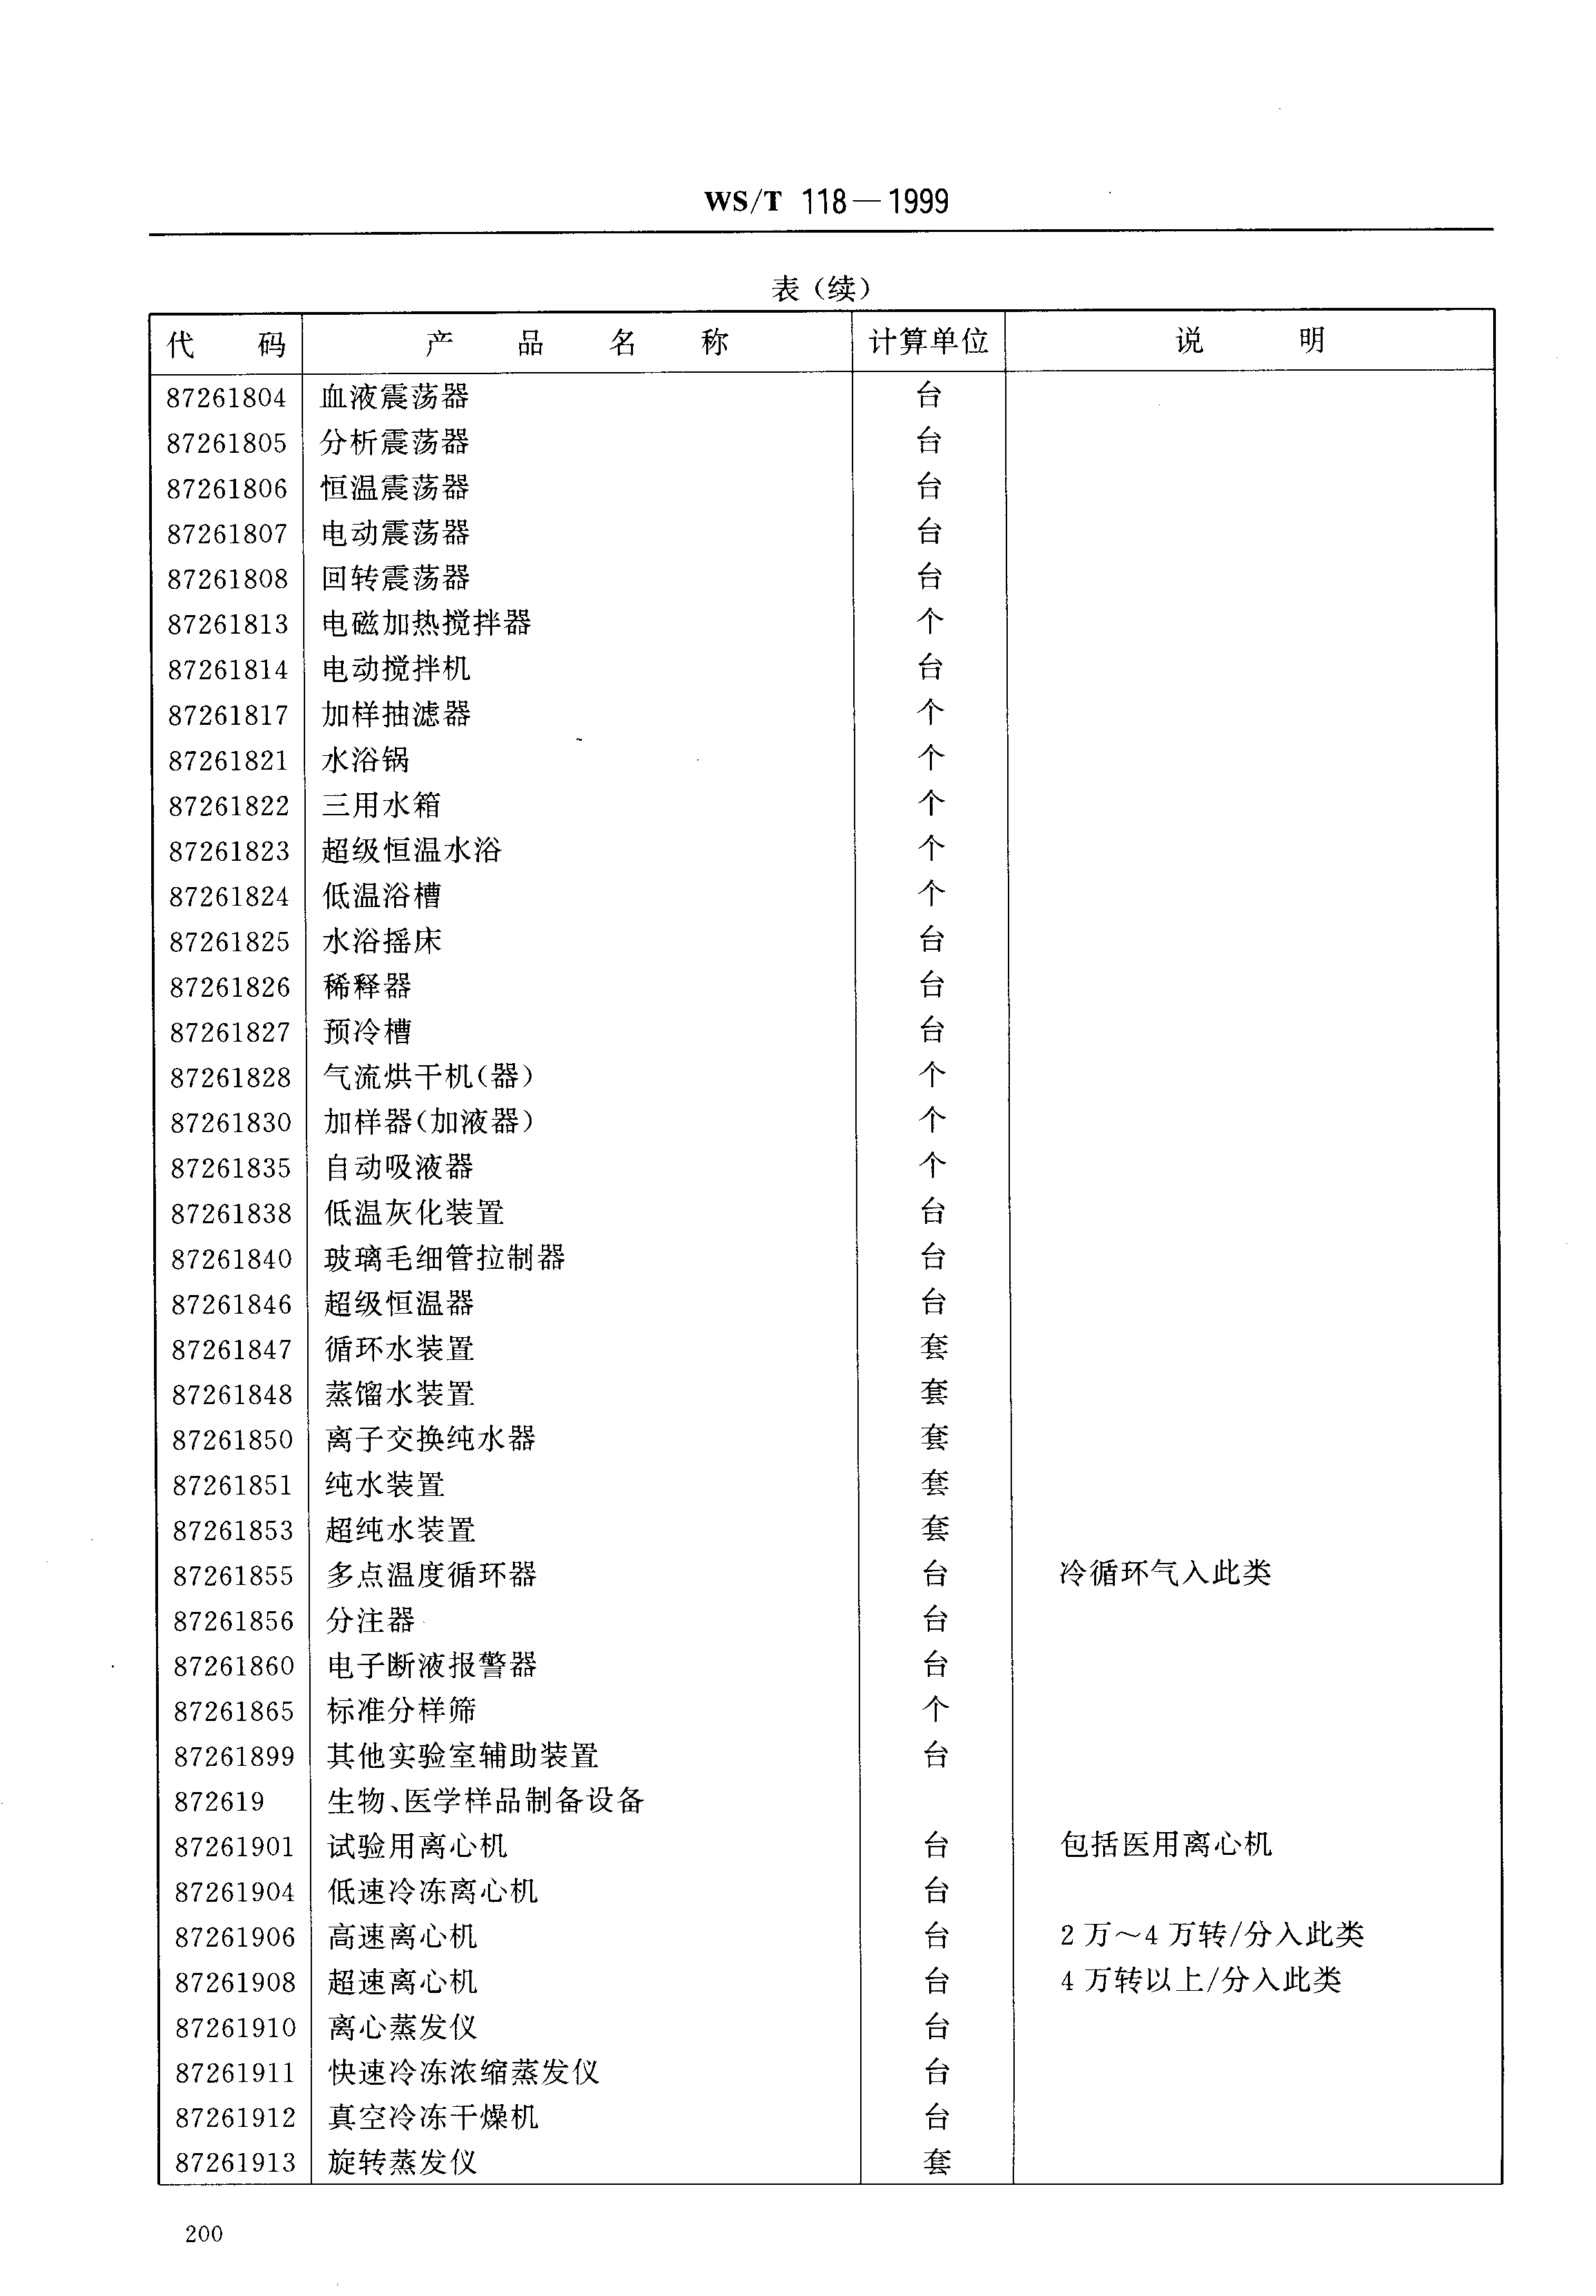 WS/T 118—1999
表(续)
代 码 产 品 名 称 计算单位 说 明
87261804 血液震荡器 台
87261805 分析震荡器 台
87261806 恒温震荡器 台
87261807 电动震荡器 台
87261808 回转震荡器 台
87261813 电磁加热搅拌器 个
87261814 电动搅拌机 台
87261817 加样抽滤器 个
87261821 水浴锅 个
87261822 三用水箱 个
87261823 超级恒温水浴 个
87261824 低温浴槽 个
87261825 水浴摇床 台
87261826 稀释器 台
87261827 预冷槽 台
87261828 气流烘干机(器) 个
87261830 加样器(加液器) 个
87261835 自动吸液器 个
87261838 低温灰化装置 台
87261840 玻璃毛细管拉制器 台
87261846 超级恒温器 台
87261847 循环水装置 套
87261848 蒸馏水装置 套
87261850 离子交换纯水器 套
87261851 纯水装置 套
87261853 超纯水装置 套
87261855 多点温度循环器 台 冷循环气入此类
87261856 分注器 台
87261860 电子断液报警器 台
87261865 标准分样筛 个
87261899 其他实验室辅助装置 台
872619 生物、医学样品制备设备
87261901 试验用离心机 台 包括医用离心机
87261904 低速冷冻离心机 台
87261906 高速离心机 台 2万～4万转/分入此类
87261908 超速离心机 台 4万转以上/分入此类
87261910 离心蒸发仪 台
87261911 快速冷冻浓缩蒸发仪 台
87261912 真空冷冻干燥机 台
87261913 旋转蒸发仪 套
200